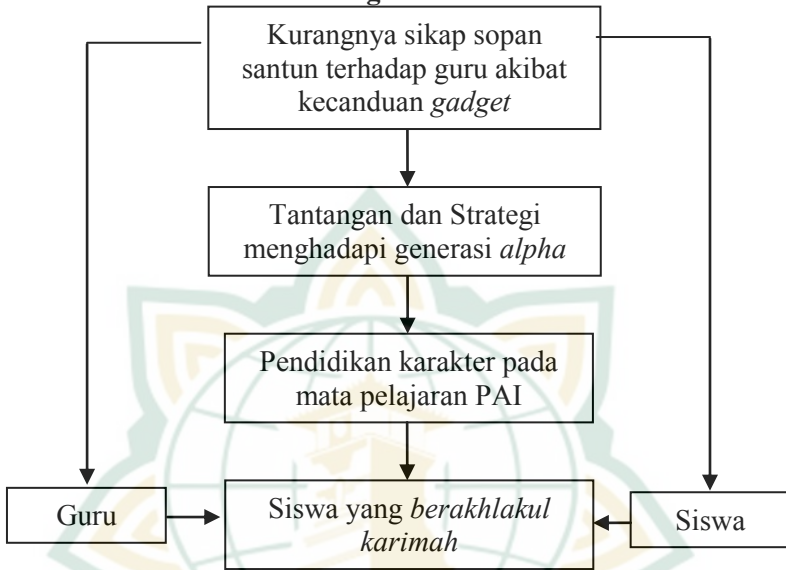 Kurangnya sikap sopan
santun terhadap guru akibat
kecanduan gadget
Tantangan dan Strategi
menghadapi generasi alpha
Pendidikan karakter pada
mata pelajaran PAI
Guru
Siswa yang berakhlakul
karimah
Siswa